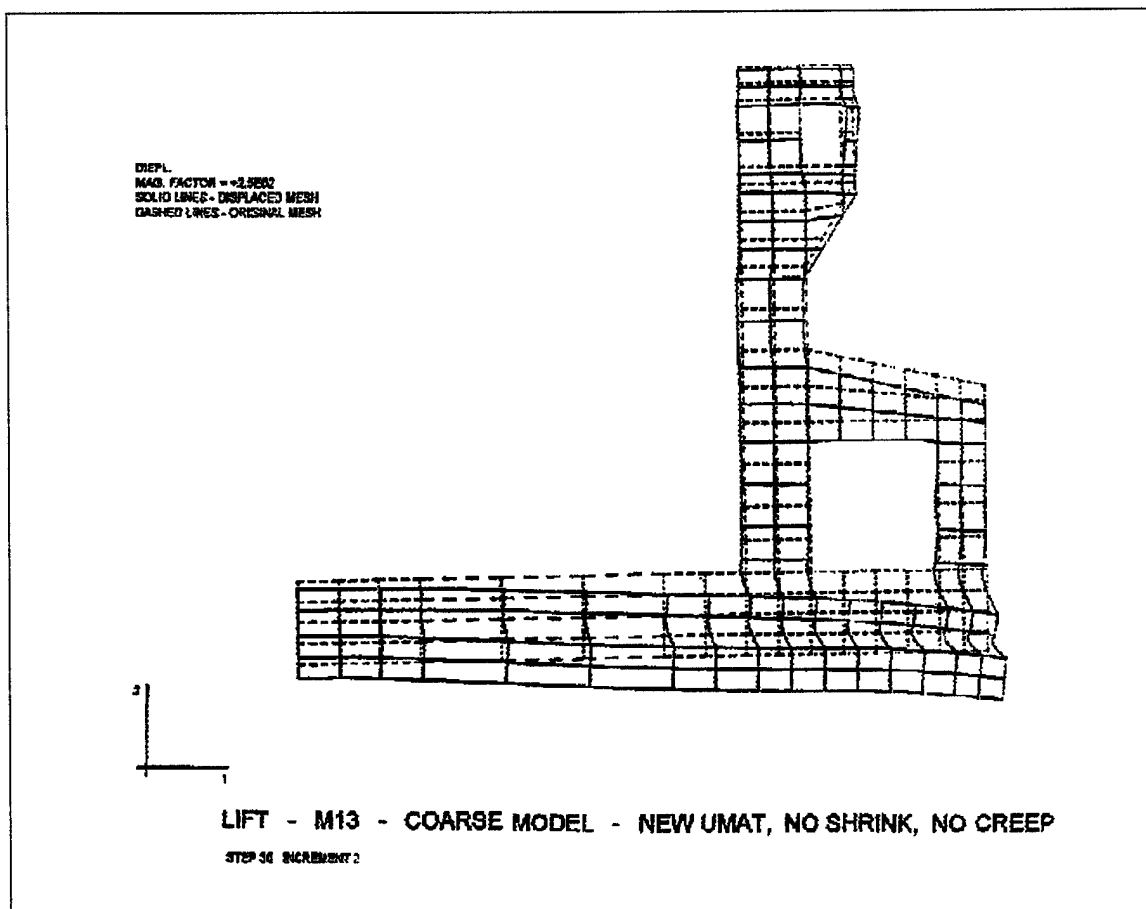 DISPL.
MAG. FACTOR = +2.5E02
SOLID LINES - DISPLACED MESH
DASHED LINES - ORIGINAL MESH
2
1
LIFT - M13 - COARSE MODEL - NEW UMAT, NO SHRINK, NO CREEP
STEP INCREMENT 2